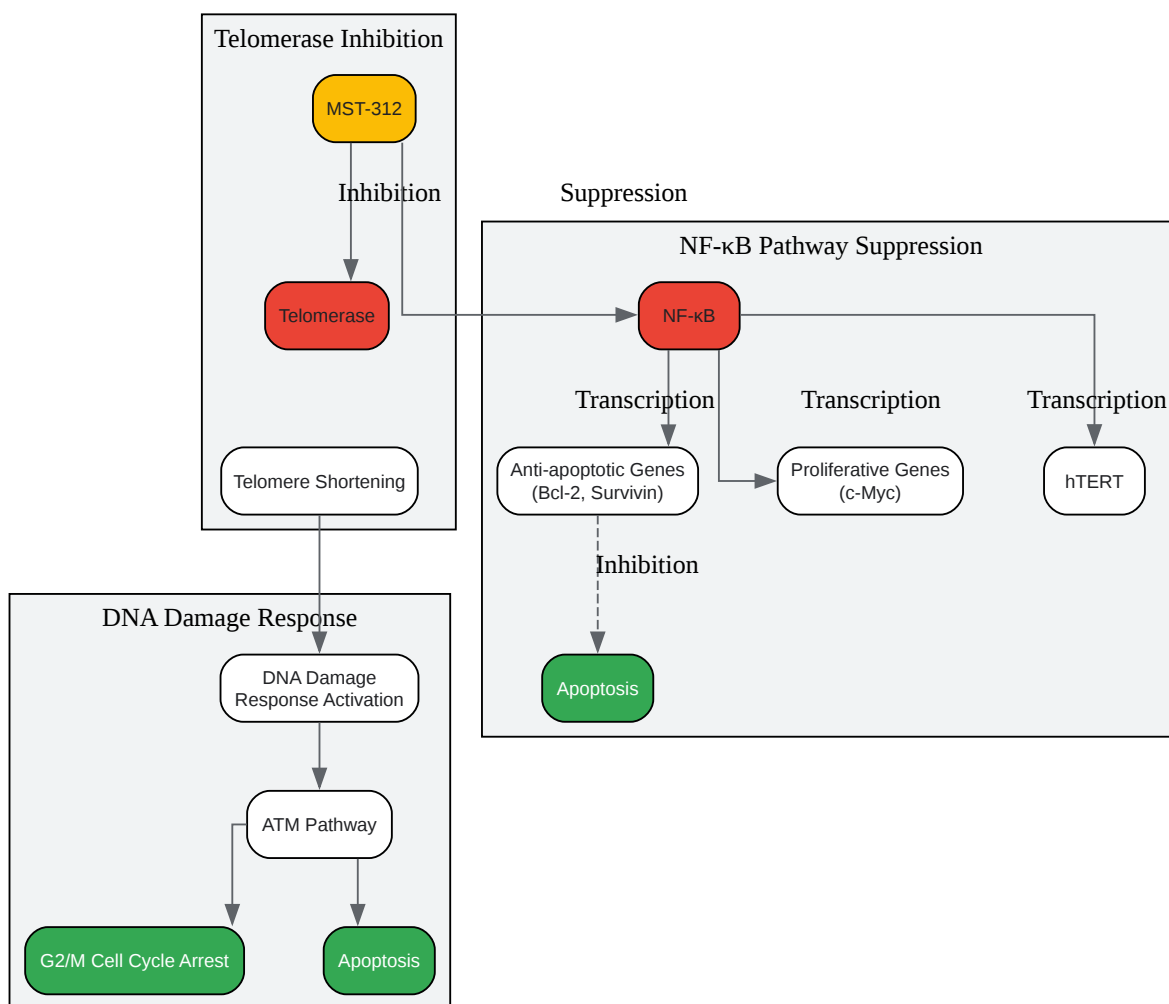 Telomerase Inhibition
MST-312
Inhibition
Suppression
NF-κB Pathway Suppression
Telomerase
NF-κB
Transcription
Transcription
Transcription
Telomere Shortening
Anti-apoptotic Genes
(Bcl-2, Survivin)
Proliferative Genes
(c-Myc)
hTERT
Inhibition
DNA Damage Response
DNA Damage
Response Activation
Apoptosis
ATM Pathway
G2/M Cell Cycle Arrest
Apoptosis